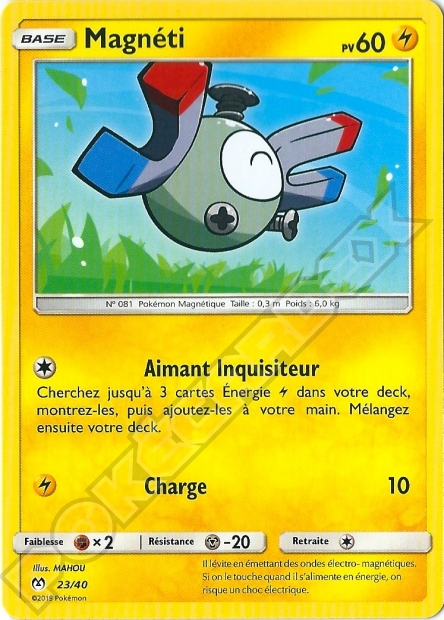 BASE Magnéti PV60
N° 081 Pokémon Magnétique Taille : 0,3 m Poids : 6,0 kg
Aimant Inquisiteur
Cherchez jusqu'à 3 cartes Énergie dans votre deck,
montrez-les, puis ajoutez-les à votre main. Mélangez
ensuite votre deck.
Charge 10
Faiblesse ×2 Résistance -20 Retraite
Illus. MAHOU
23/40
©2019 Pokémon
Il lévite en émettant des ondes électro- magnétiques.
Si on le touche quand il s'alimente en énergie, on
risque un choc électrique.
POKÉCARDEX